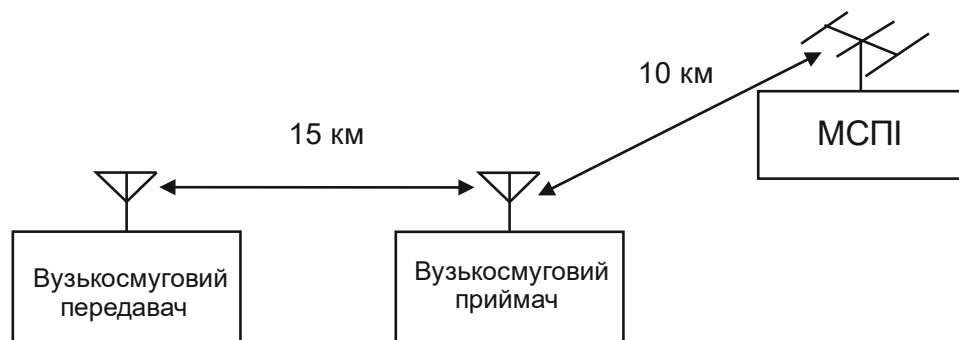 10 км
МСПІ
15 км
Вузькосмуговий
передавач
Вузькосмуговий
приймач